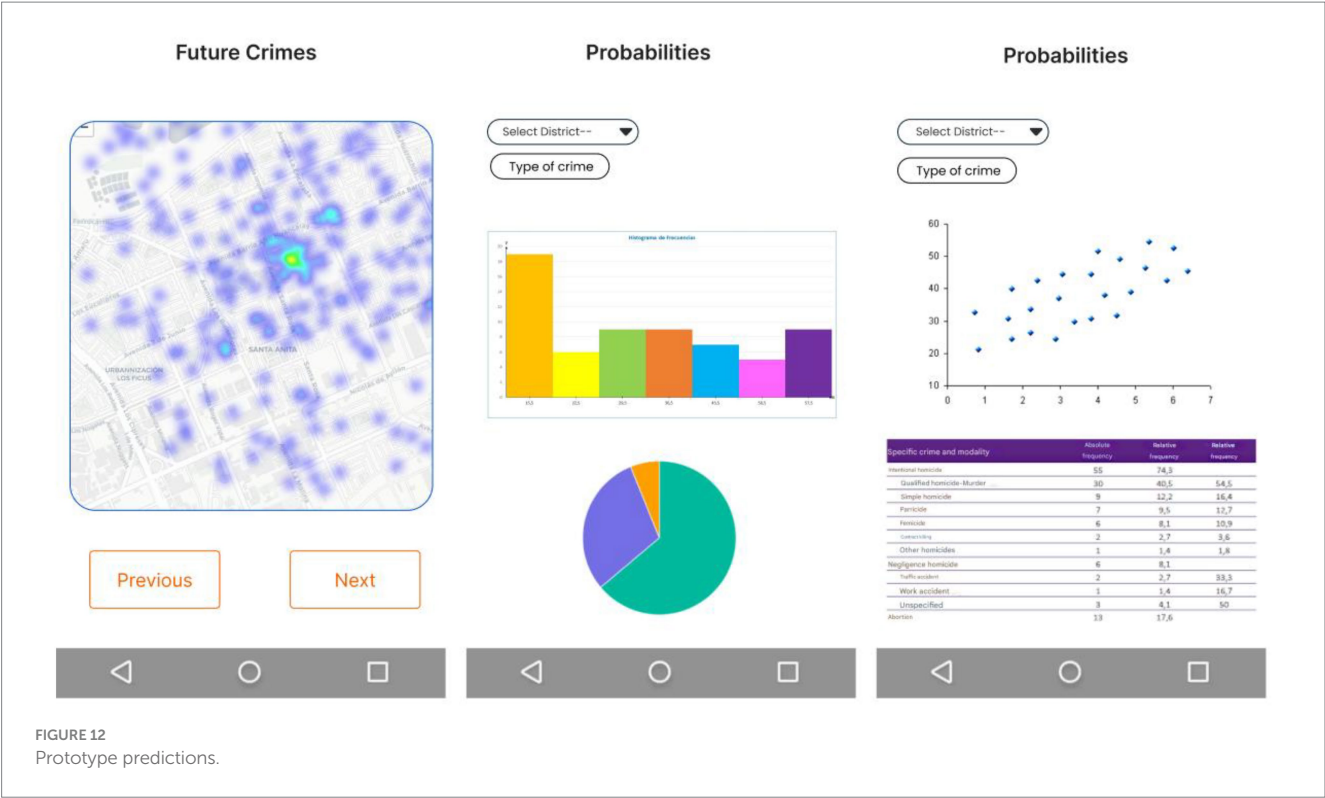 Future Crimes
SANTA ANITA
URBANNIZACIÓN
LOS FICUS
Previous
Next
Probabilities
Select District--
Type of crime
Histograma de frecuencias
Probabilities
Select District--
Type of crime
60
50
40
30
20
10
0 1 2 3 4 5 6 7
Specific crime and modality Absolute frequency Relative frequency Relative frequency
Intentional homicide 55 74,3
Qualified homicide-Murder 30 40,5 54,5
Simple homicide 9 12,2 16,4
Parricide 7 9,5 12,7
Femicide 6 8,1 10,9
2 2,7 3,6
Other homicides 1 1,4 1,8
Negligence homicide 6 8,1
Traffic accident 2 2,7 33,3
Work accident 1 1,4 16,7
Unspecified 3 4,1 50
Abortion 13 17,6
FIGURE 12
Prototype predictions.